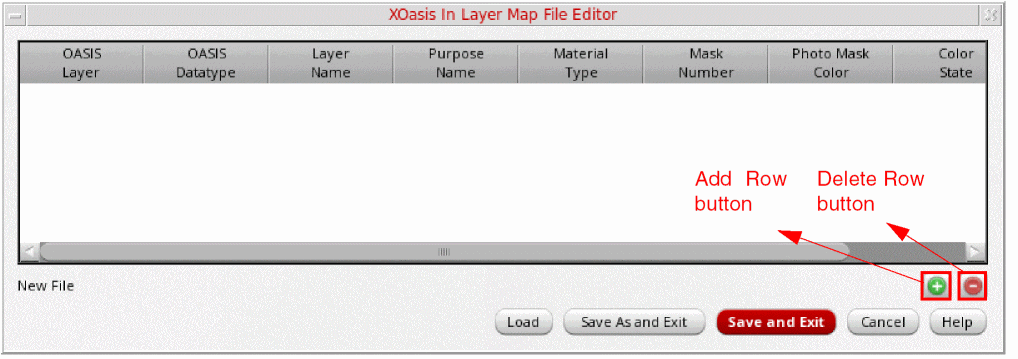 XOasis In Layer Map File Editor
OASIS Layer
OASIS Datatype
Layer Name
Purpose Name
Material Type
Mask Number
Photo Mask Color
Color State
Add Row button
Delete Row button
New File
Load
Save As and Exit
Save and Exit
Cancel
Help